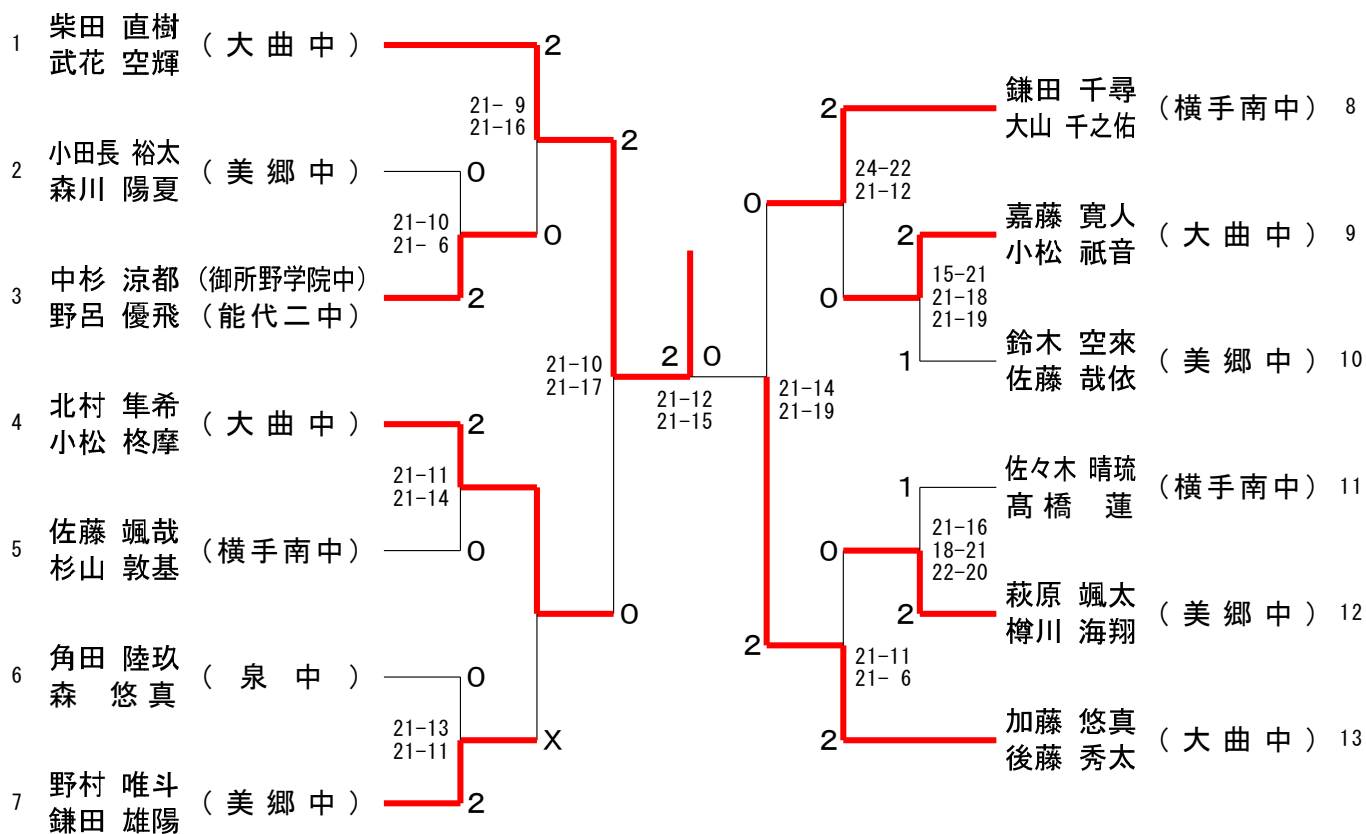 1 柴田 直樹
武花 空輝 （大曲中） 2
21- 9
21-16
2
2 小田長 裕太
森川 陽夏 （美郷中） 0
21-10
21- 6
0
3 中杉 涼都 （御所野学院中）
野呂 優飛 （能代二中） 2
21-10
21-17
4 北村 隼希
小松 柊摩 （大曲中） 2
21-11
21-14
5 佐藤 颯哉
杉山 敦基 （横手南中） 0
0
6 角田 陸玖
森 悠真 （泉中） 0
21-13
21-11
X
7 野村 唯斗
鎌田 雄陽 （美郷中） 2
2 0
21-12
21-15
2 鎌田 千尋
大山 千之佑 （横手南中） 8
24-22
21-12
0
2 嘉藤 寛人
小松 祇音 （大曲中） 9
15-21
21-18
21-19
0
1 鈴木 空來
佐藤 哉依 （美郷中） 10
21-14
21-19
1 佐々木 晴琉
髙橋 蓮 （横手南中） 11
21-16
18-21
22-20
0
2 萩原 颯太
樽川 海翔 （美郷中） 12
2
21-11
21- 6
2 加藤 悠真
後藤 秀太 （大曲中） 13